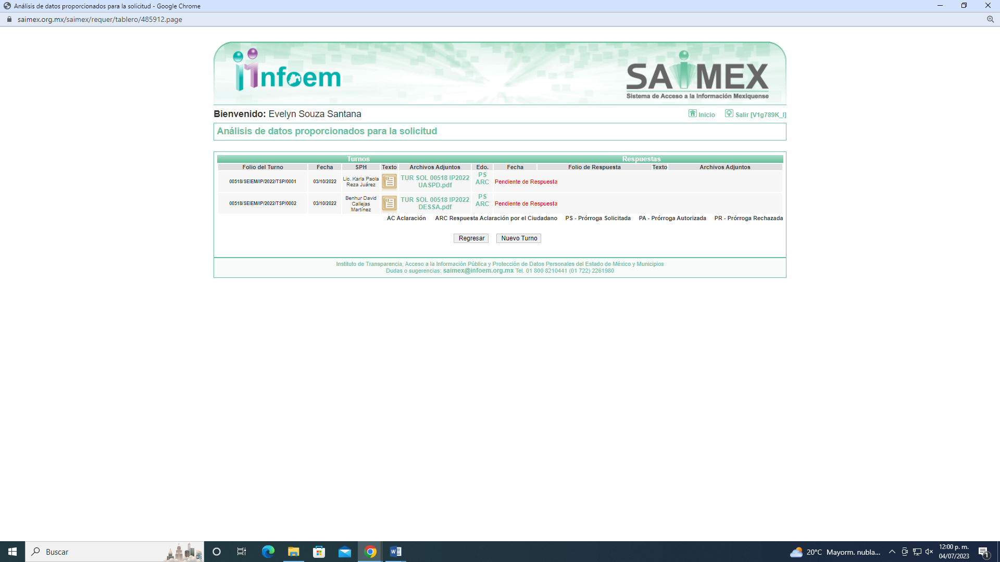 Análisis de datos proporcionados para la solicitud - Google Chrome
saimex.org.mx/saimex/requer/tablero/485912.page
infoem
SAIMEX
Sistema de Acceso a la Información Mexiquense
Bienvenido: Evelyn Souza Santana
Inicio
Salir [V1g789K_I]
Análisis de datos proporcionados para la solicitud
Turnos Respuestas
Folio del Turno Fecha SPH Texto Archivos Adjuntos Edo. Fecha Folio de Respuesta Texto Archivos Adjuntos
00518/SEIEM/IP/2022/TSP/0001 03/10/2022 Lic. Karla Paola
Reza Juárez
TUR SOL 00518 IP2022
UASPD.pdf
PS
ARC
Pendiente de Respuesta
00518/SEIEM/IP/2022/TSP/0002 03/10/2022 Benhur David
Callejas
Martínez
TUR SOL 00518 IP2022
DESSA.pdf
PS
ARC
Pendiente de Respuesta
AC Aclaración ARC Respuesta Aclaración por el Ciudadano PS - Prórroga Solicitada PA - Prórroga Autorizada PR - Prórroga Rechazada
Regresar Nuevo Turno
Instituto de Transparencia, Acceso a la Información Pública y Protección de Datos Personales del Estado de México y Municipios
Dudas o sugerencias: saimex@infoem.org.mx Tel. 01 800 8210441 (01 722) 2261980
Buscar
20°C Mayorm. nubla...
12:00 p. m.
04/07/2023
1